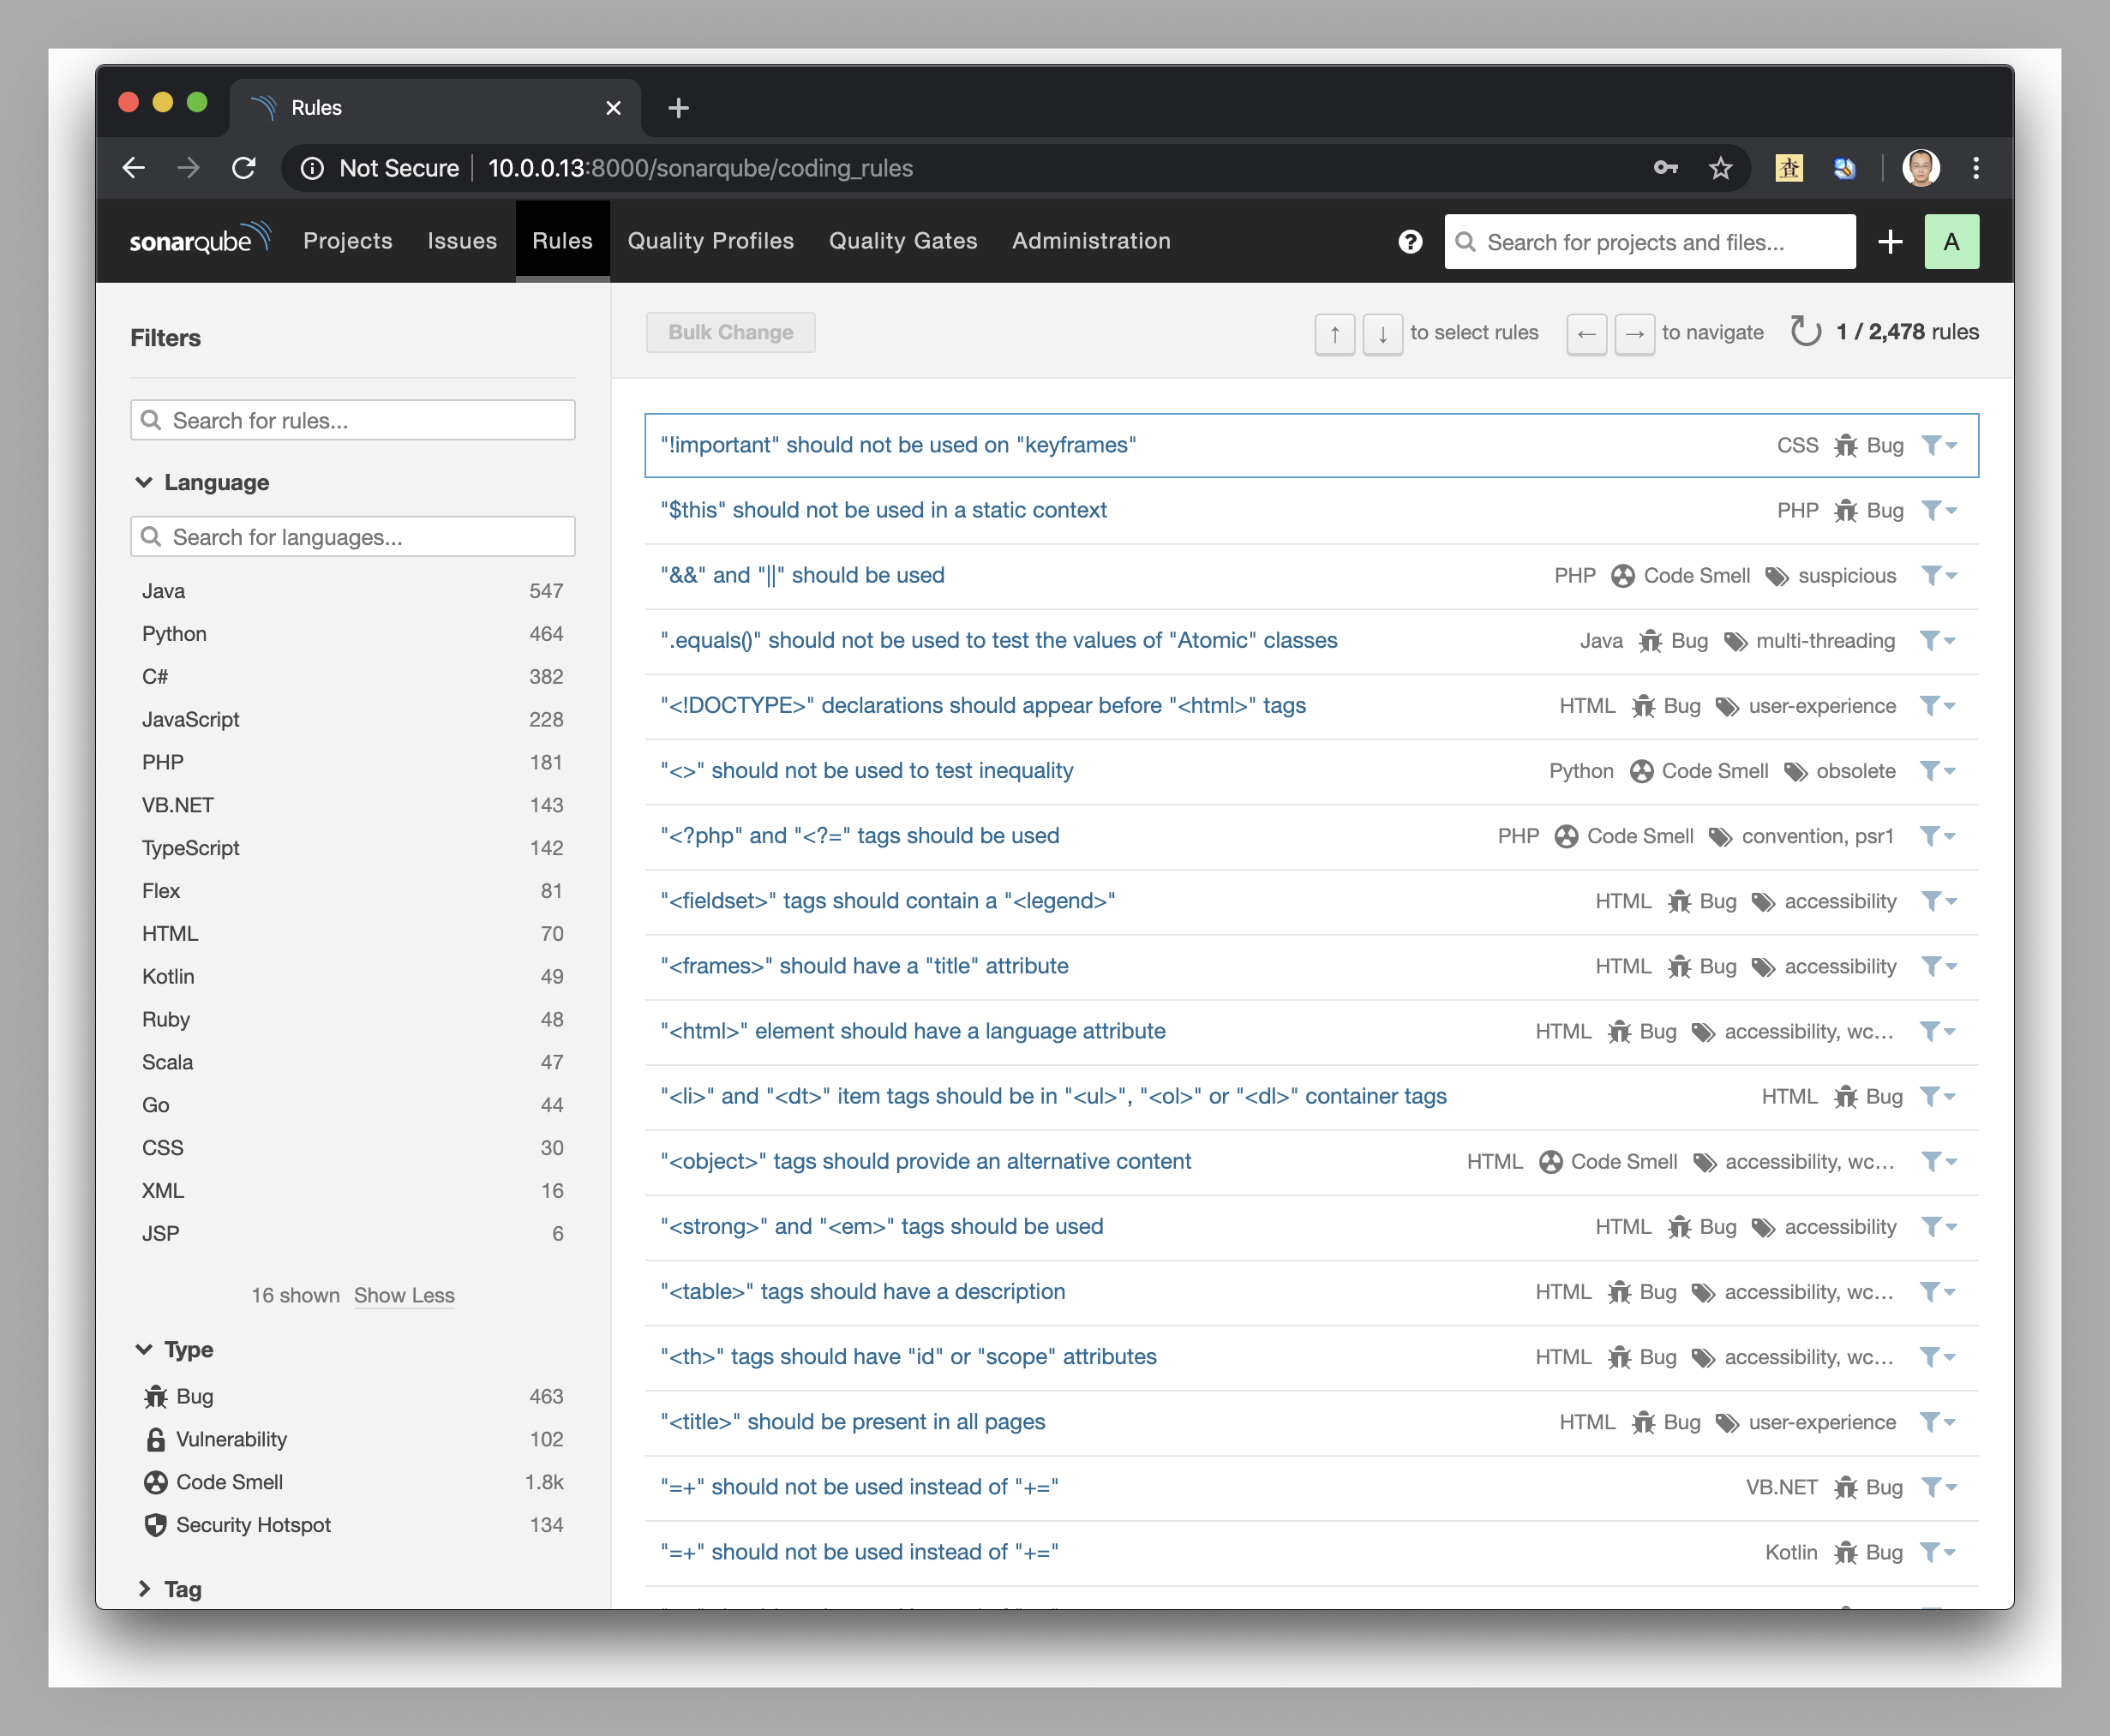 Rules
Not Secure 10.0.0.13:8000/sonarqube/coding_rules 査
sonarqube Projects Issues Rules Quality Profiles Quality Gates Administration Search for projects and files... A
Filters
Bulk Change ↑ ↓ to select rules ← → to navigate 1 / 2,478 rules
Search for rules...
Language
Search for languages...
Java 547
Python 464
C# 382
JavaScript 228
PHP 181
VB.NET 143
TypeScript 142
Flex 81
HTML 70
Kotlin 49
Ruby 48
Scala 47
Go 44
CSS 30
XML 16
JSP 6
16 shown Show Less
Type
Bug 463
Vulnerability 102
Code Smell 1.8k
Security Hotspot 134
Tag
"!important" should not be used on "keyframes" CSS Bug
"$this" should not be used in a static context PHP Bug
"&&" and "||" should be used PHP Code Smell suspicious
".equals()" should not be used to test the values of "Atomic" classes Java Bug multi-threading
"<!DOCTYPE>" declarations should appear before "<html>" tags HTML Bug user-experience
"<>" should not be used to test inequality Python Code Smell obsolete
"<?php" and "<?=" tags should be used PHP Code Smell convention, psr1
"<fieldset>" tags should contain a "<legend>" HTML Bug accessibility
"<frames>" should have a "title" attribute HTML Bug accessibility
"<html>" element should have a language attribute HTML Bug accessibility, wc...
"<li>" and "<dt>" item tags should be in "<ul>", "<ol>" or "<dl>" container tags HTML Bug
"<object>" tags should provide an alternative content HTML Code Smell accessibility, wc...
"<strong>" and "<em>" tags should be used HTML Bug accessibility
"<table>" tags should have a description HTML Bug accessibility, wc...
"<th>" tags should have "id" or "scope" attributes HTML Bug accessibility, wc...
"<title>" should be present in all pages HTML Bug user-experience
"=+" should not be used instead of "+=" VB.NET Bug
"=+" should not be used instead of "+=" Kotlin Bug